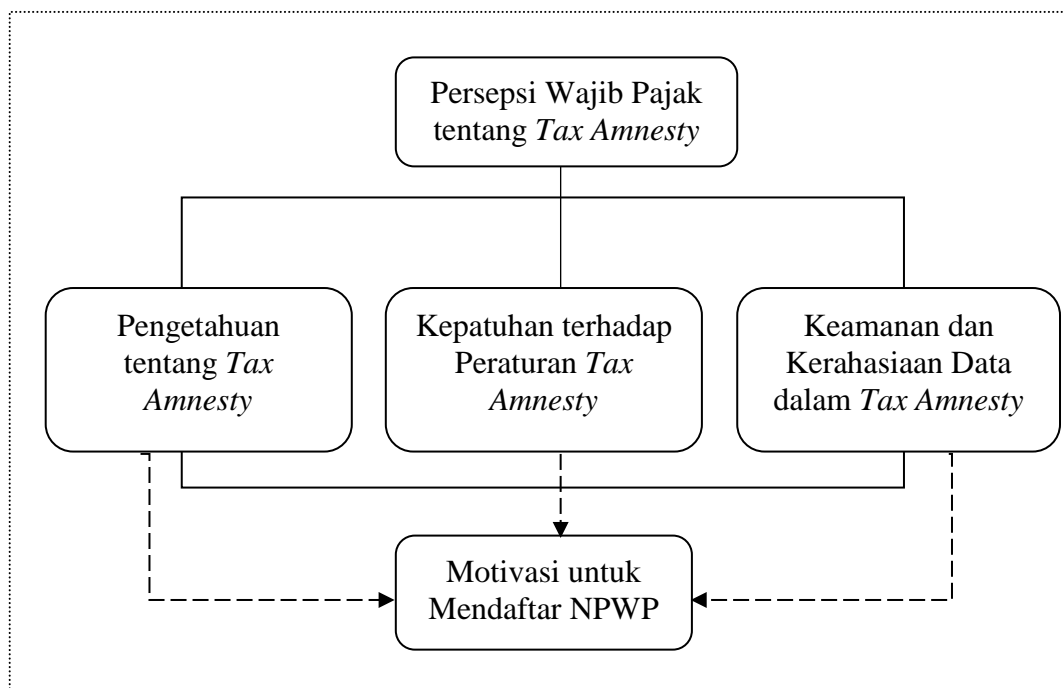 Persepsi Wajib Pajak
tentang Tax Amnesty
Pengetahuan
tentang Tax
Amnesty
Kepatuhan terhadap
Peraturan Tax
Amnesty
Keamanan dan
Kerahasiaan Data
dalam Tax Amnesty
Motivasi untuk
Mendaftar NPWP